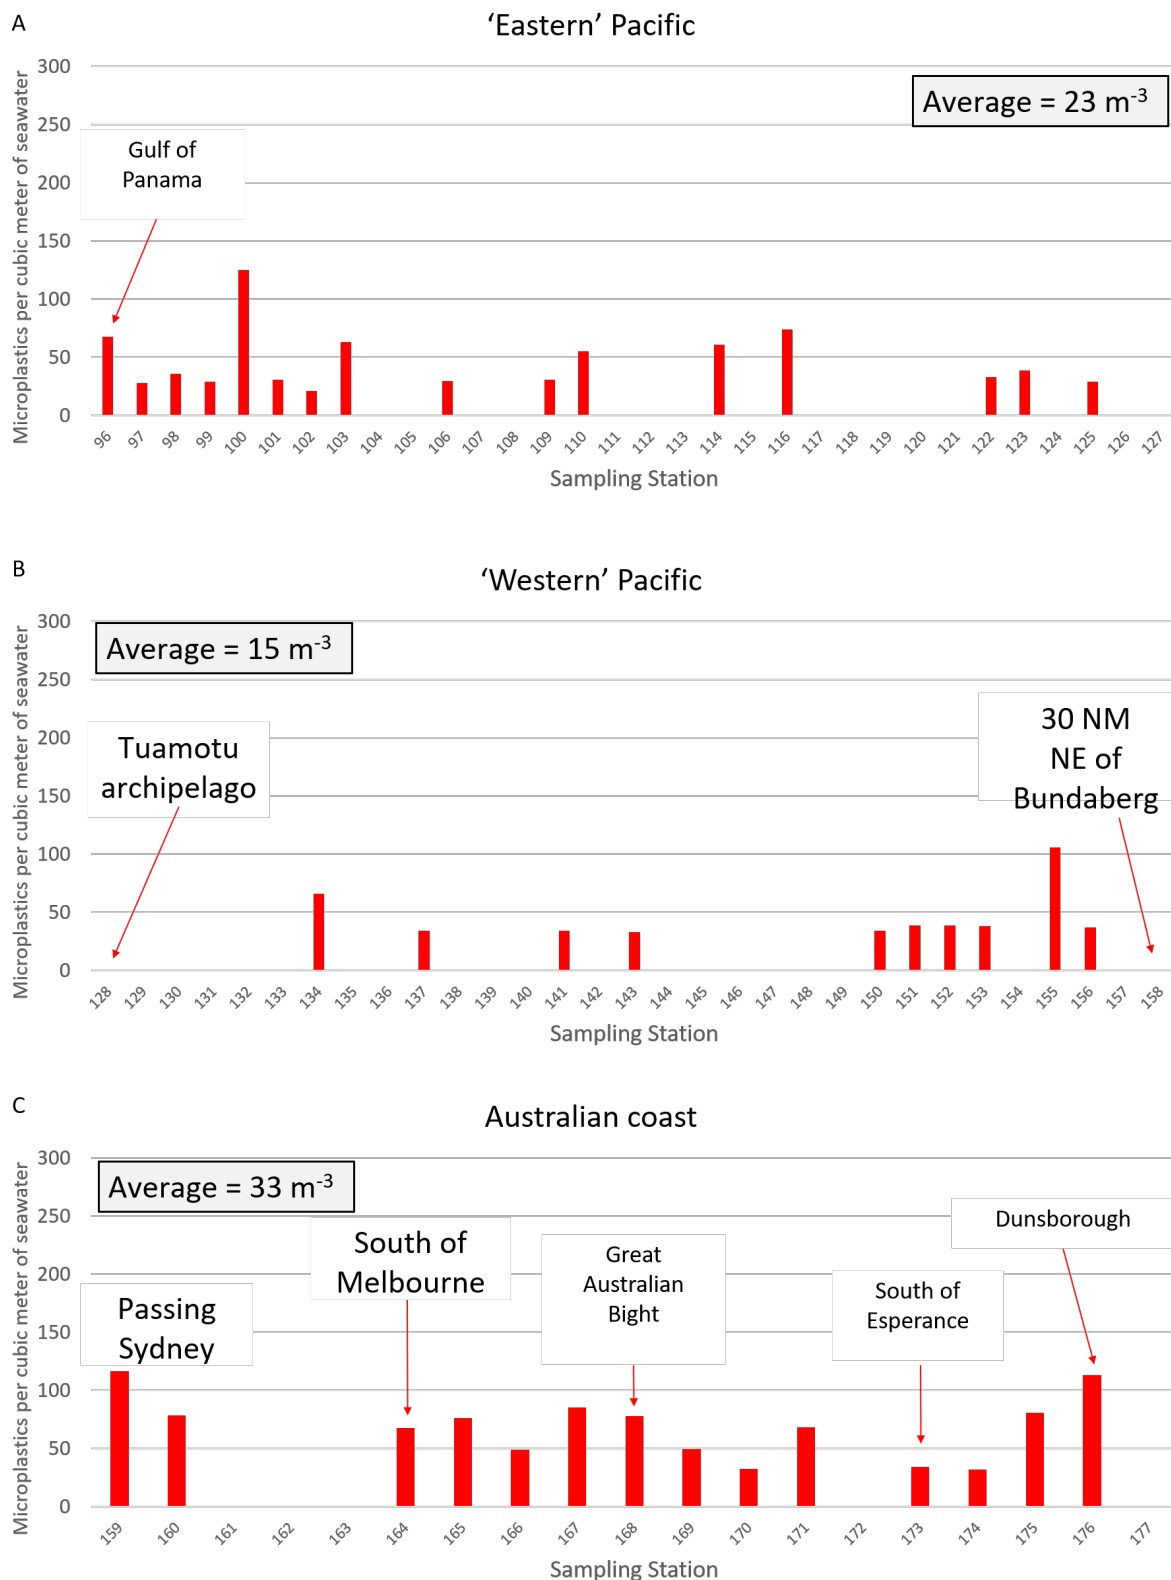 A
‘Eastern’ Pacific
Microplastics per cubic meter of seawater
300
250
200
150
100
50
0
Average = 23 m⁻³
Gulf of
Panama
96 97 98 99 100 101 102 103 104 105 106 107 108 109 110 111 112 113 114 115 116 117 118 119 120 121 122 123 124 125 126 127
Sampling Station
B
‘Western’ Pacific
Microplastics per cubic meter of seawater
300
250
200
150
100
50
0
Average = 15 m⁻³
Tuamotu
archipelago
30 NM
NE of
Bundaberg
128 129 130 131 132 133 134 135 136 137 138 139 140 141 142 143 144 145 146 147 148 149 150 151 152 153 154 155 156 157 158
Sampling Station
C
Australian coast
Microplastics per cubic meter of seawater
300
250
200
150
100
50
0
Average = 33 m⁻³
Passing
Sydney
South of
Melbourne
Great
Australian
Bight
South of
Esperance
Dunsborough
159 160 161 162 163 164 165 166 167 168 169 170 171 172 173 174 175 176 177
Sampling Station